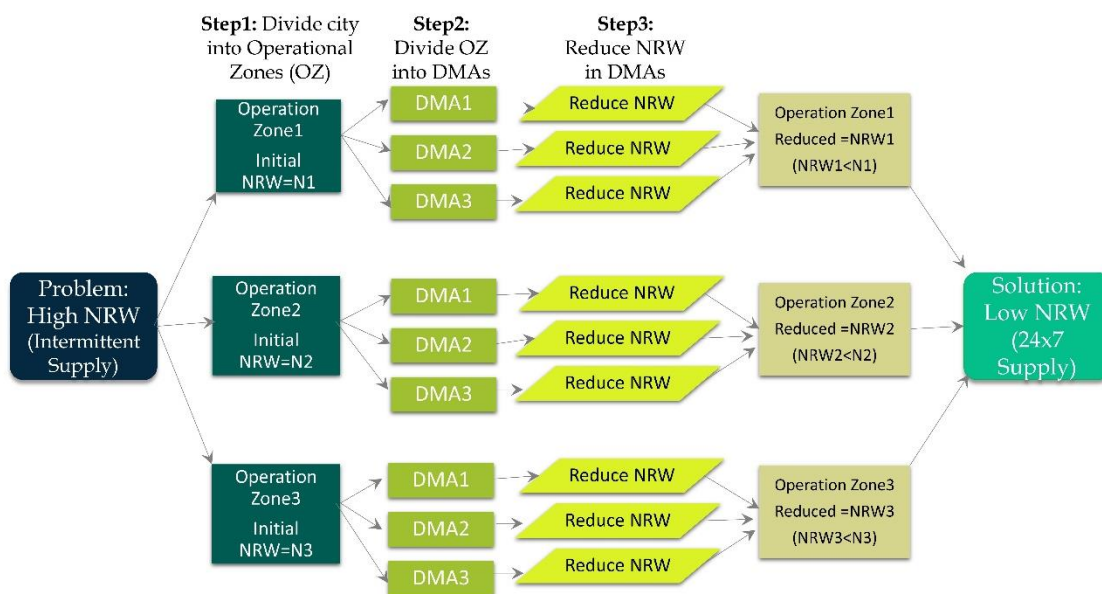 Step1: Divide city
into Operational
Zones (OZ)
Step2:
Divide OZ
into DMAs
Step3:
Reduce NRW
in DMAs
Problem:
High NRW
(Intermittent
Supply)
Operation
Zone1
Initial
NRW=N1
DMA1
Reduce NRW
DMA2
Reduce NRW
DMA3
Reduce NRW
Operation Zone1
Reduced =NRW1
(NRW1<N1)
Operation
Zone2
Initial
NRW=N2
DMA1
Reduce NRW
DMA2
Reduce NRW
DMA3
Reduce NRW
Operation Zone2
Reduced =NRW2
(NRW2<N2)
Operation
Zone3
Initial
NRW=N3
DMA1
Reduce NRW
DMA2
Reduce NRW
DMA3
Reduce NRW
Operation Zone3
Reduced =NRW3
(NRW3<N3)
Solution:
Low NRW
(24x7
Supply)